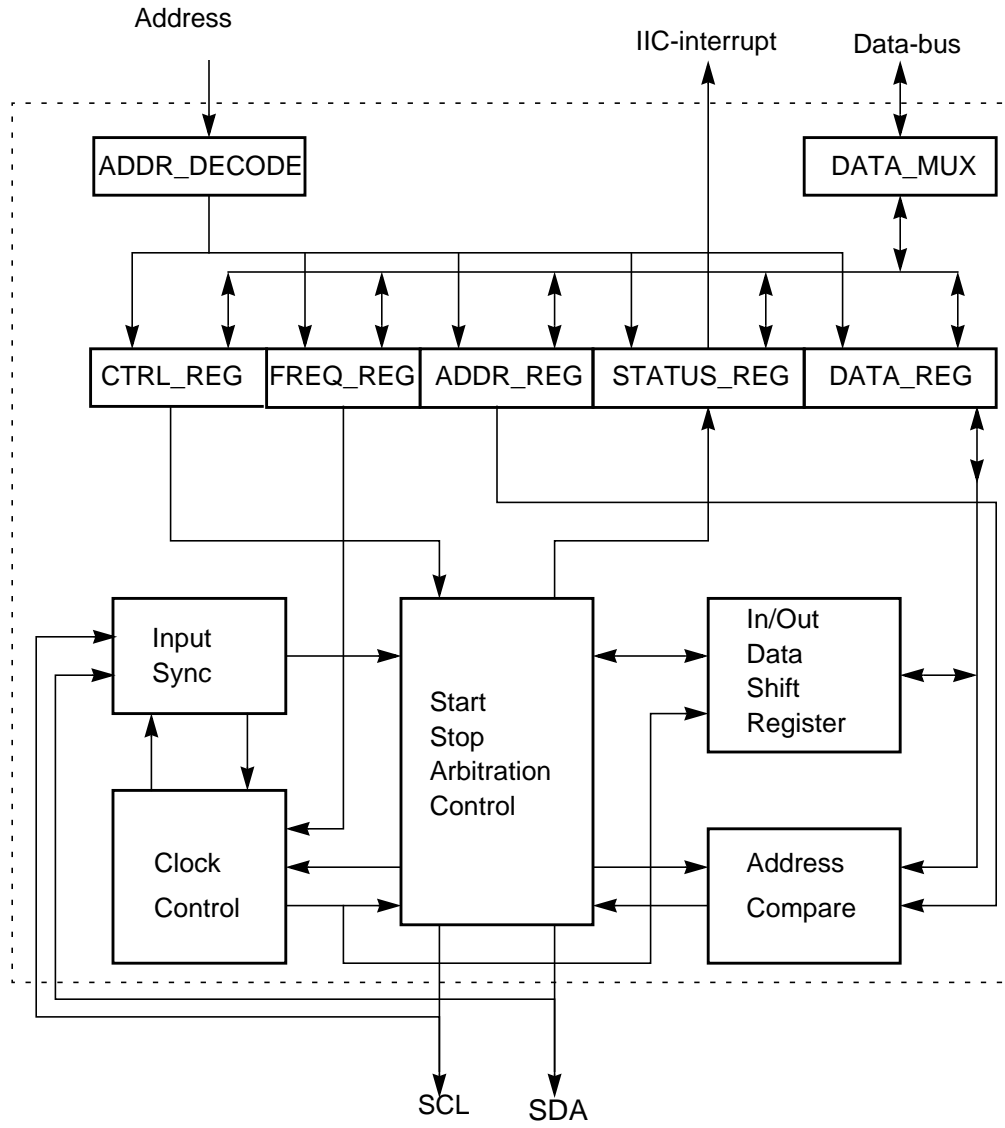 Address
IIC-interrupt
Data-bus
ADDR_DECODE
DATA_MUX
CTRL_REG
FREQ_REG
ADDR_REG
STATUS_REG
DATA_REG
Input
Sync
Start
Stop
Arbitration
Control
In/Out
Data
Shift
Register
Clock
Control
Address
Compare
SCL
SDA